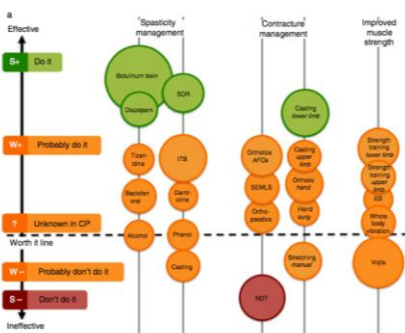 a
Effective
Spasticity
management
Contracture
management
Improved
muscle
strength
S+ Do it
Botulinum toxin
Diazepam
SDR
Casting
lower limb
W+ Probably do it
Tizan-
idine
ITB
Orthotics
AFOs
Casting
upper
limb
Strength
training
lower limb
Strength
training
upper
limb
Baclofen
oral
Dantro-
lene
SEMLS
Orthotic
hand
ES
Ortho-
paedics
Hand
surg
Whole
body
vibration
? Unknown in CP
Alcohol
Phenol
Worth it line
W – Probably don't do it
Casting
Stretching
manual
Vojta
S – Don't do it
NDT
Ineffective